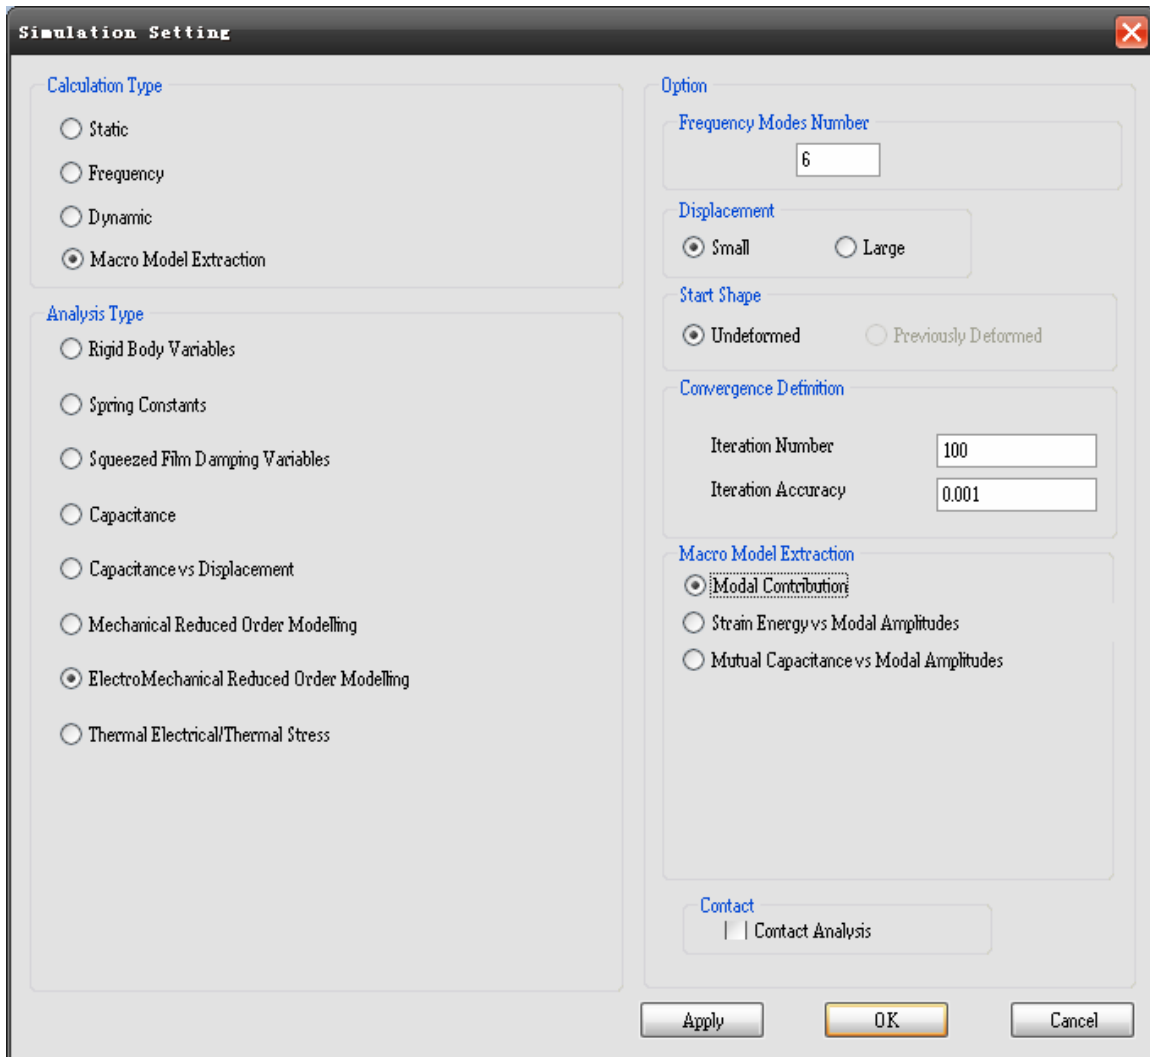 Simulation Setting
Calculation Type
Static
Frequency
Dynamic
Macro Model Extraction
Analysis Type
Rigid Body Variables
Spring Constants
Squeezed Film Damping Variables
Capacitance
Capacitance vs Displacement
Mechanical Reduced Order Modelling
ElectroMechanical Reduced Order Modelling
Thermal Electrical/Thermal Stress
Option
Frequency Modes Number
6
Displacement
Small Large
Start Shape
Undeformed Previously Deformed
Convergence Definition
Iteration Number 100
Iteration Accuracy 0.001
Macro Model Extraction
Modal Contribution
Strain Energy vs Modal Amplitudes
Mutual Capacitance vs Modal Amplitudes
Contact
Contact Analysis
Apply OK Cancel